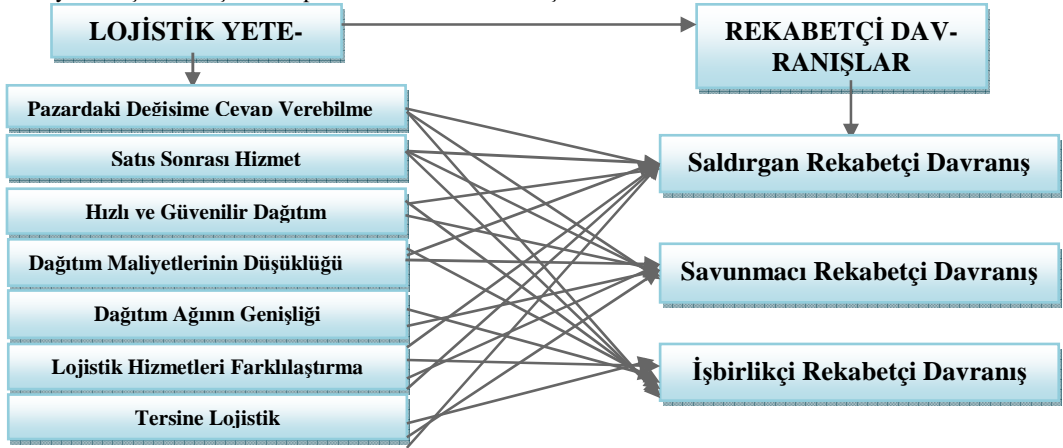 LOJİSTİK YETE-
REKABETÇİ DAV-
RANIŞLAR
Pazardaki Değişime Cevap Verebilme
Satış Sonrası Hizmet
Hızlı ve Güvenilir Dağıtım
Dağıtım Maliyetlerinin Düşüklüğü
Dağıtım Ağının Genişliği
Lojistik Hizmetleri Farklılaştırma
Tersine Lojistik
Saldırgan Rekabetçi Davranış
Savunmacı Rekabetçi Davranış
İşbirlikçi Rekabetçi Davranış